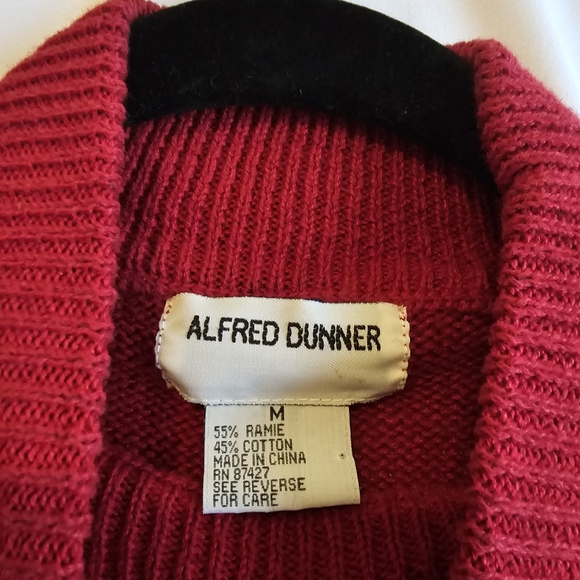 ALFRED DUNNER
M
55% RAMIE
45% COTTON
MADE IN CHINA
RN 87427
SEE REVERSE
FOR CARE